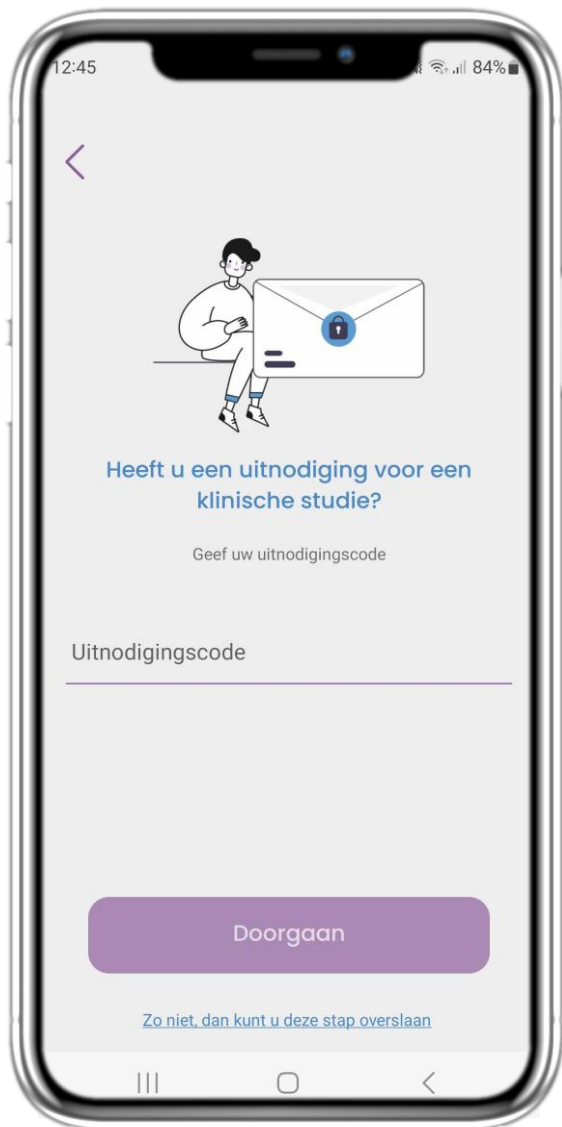 12:45
84%
Heeft u een uitnodiging voor een
klinische studie?
Geef uw uitnodigingscode
Uitnodigingscode
Doorgaan
Zo niet, dan kunt u deze stap overslaan